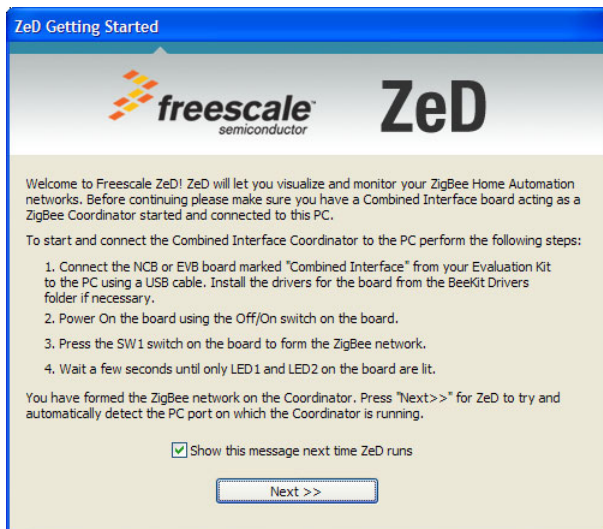 ZeD Getting Started
freescale™
semiconductor
ZeD
Welcome to Freescale ZeD! ZeD will let you visualize and monitor your ZigBee Home Automation
networks. Before continuing please make sure you have a Combined Interface board acting as a
ZigBee Coordinator started and connected to this PC.
To start and connect the Combined Interface Coordinator to the PC perform the following steps:
1. Connect the NCB or EVB board marked "Combined Interface" from your Evaluation Kit
to the PC using a USB cable. Install the drivers for the board from the BeeKit Drivers
folder if necessary.
2. Power On the board using the Off/On switch on the board.
3. Press the SW1 switch on the board to form the ZigBee network.
4. Wait a few seconds until only LED1 and LED2 on the board are lit.
You have formed the ZigBee network on the Coordinator. Press "Next>>" for ZeD to try and
automatically detect the PC port on which the Coordinator is running.
Show this message next time ZeD runs
Next >>